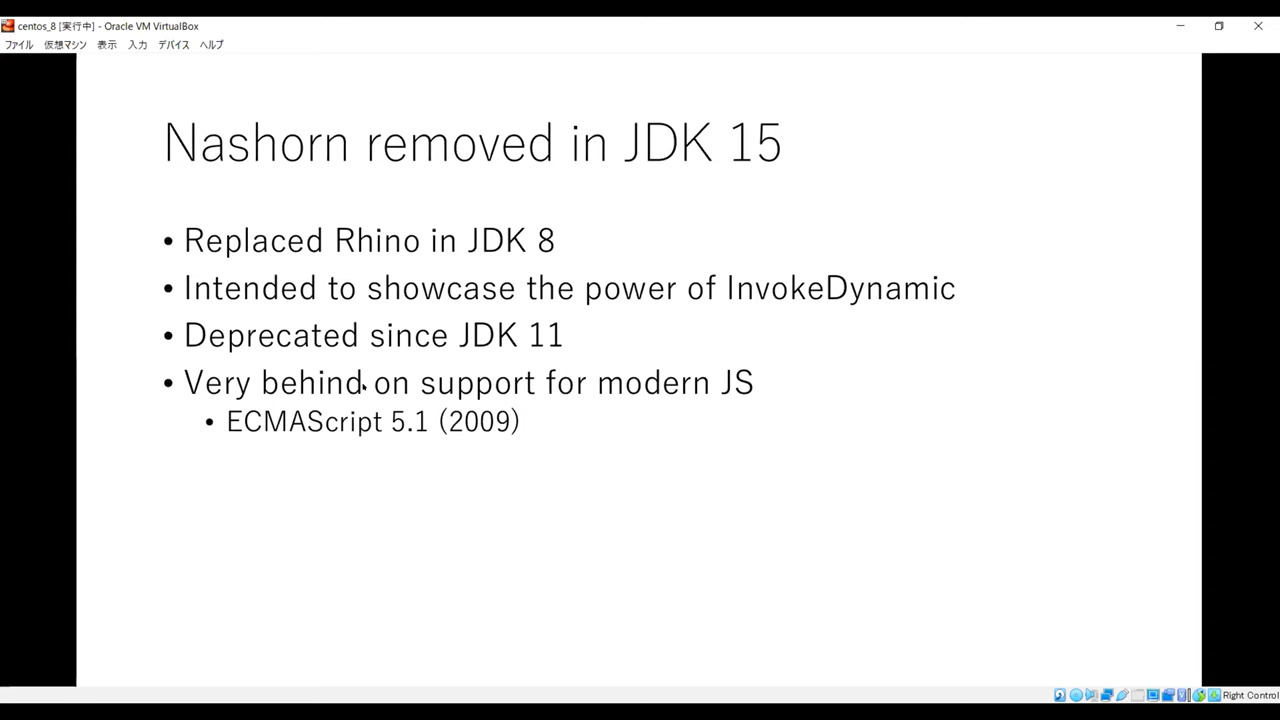 centos_8 [実行中] - Oracle VM VirtualBox
ファイル 仮想マシン 表示 入力 デバイス ヘルプ
Nashorn removed in JDK 15
• Replaced Rhino in JDK 8
• Intended to showcase the power of InvokeDynamic
• Deprecated since JDK 11
• Very behind on support for modern JS
• ECMAScript 5.1 (2009)
Right Control